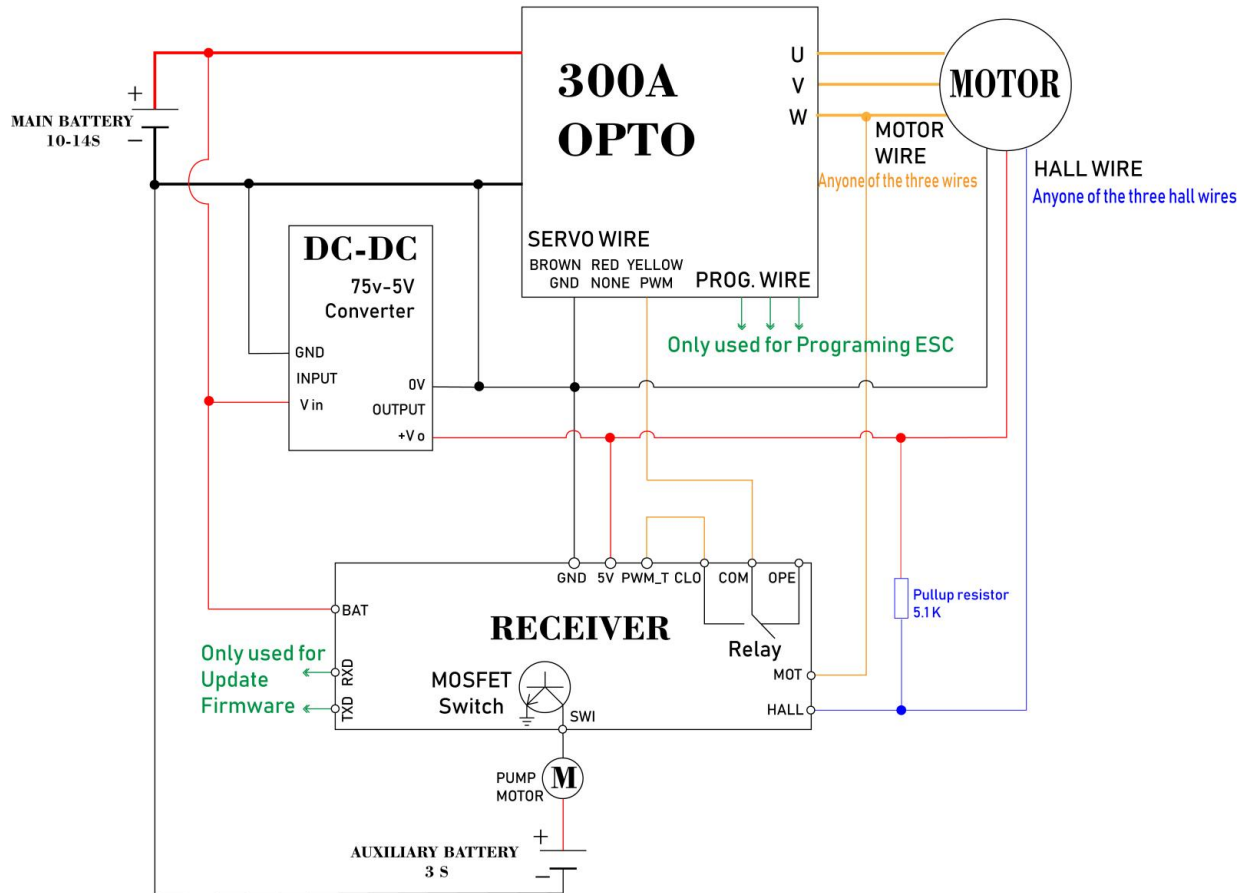 300A
OPTO
U
V
W
MOTOR
MOTOR
WIRE
Anyone of the three wires
HALL WIRE
Anyone of the three hall wires
+
MAIN BATTERY
10-14S
−
SERVO WIRE
BROWN RED YELLOW
GND NONE PWM
PROG. WIRE
Only used for Programing ESC
DC-DC
75v-5V
Converter
GND
INPUT
V in
0V
OUTPUT
+V o
GND 5V PWM_T CLO COM OPE
BAT
RECEIVER
Relay
Pullup resistor
5.1K
Only used for
Update
Firmware
RXD
TXD
MOSFET
Switch
SWI
MOT
HALL
PUMP
MOTOR
M
+
AUXILIARY BATTERY
3 S
−